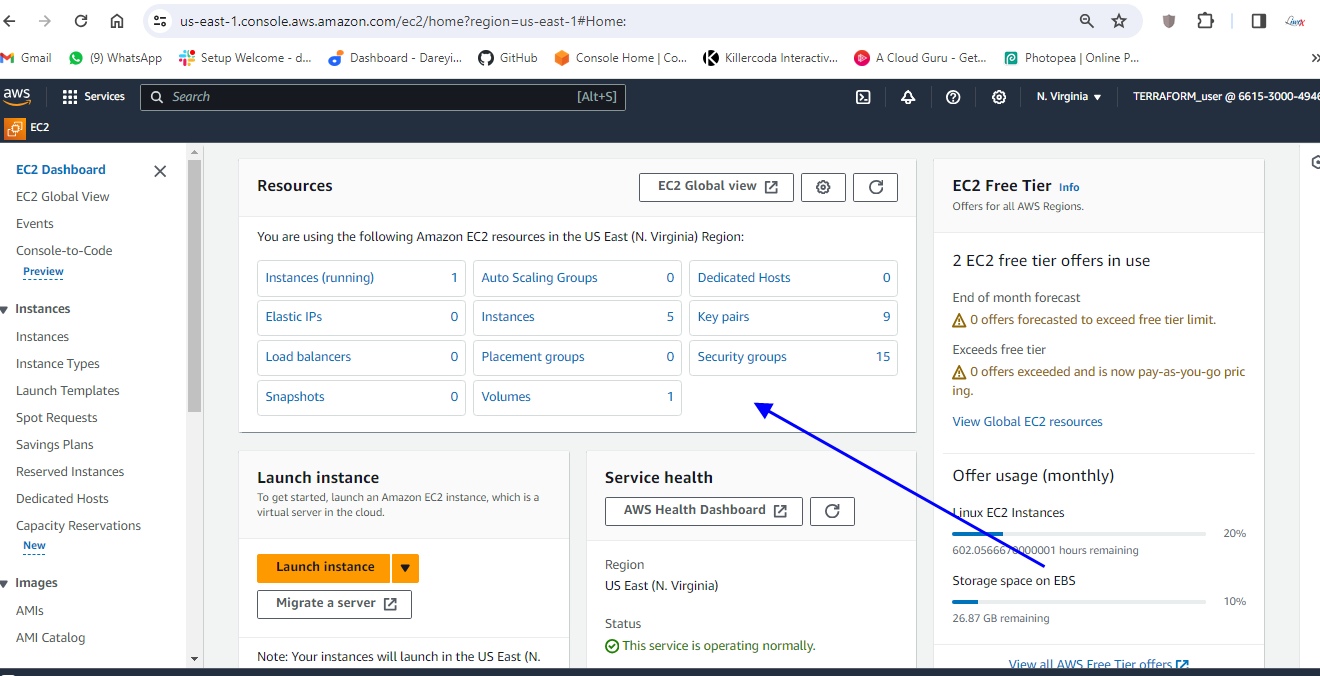 us-east-1.console.aws.amazon.com/ec2/home?region=us-east-1#Home:
Gmail
(9) WhatsApp
Setup Welcome - d...
Dashboard - Dareyi...
GitHub
Console Home | Co...
Killercoda Interactiv...
A Cloud Guru - Get...
Photopea | Online P...
aws
Services
Search
[Alt+S]
N. Virginia
TERRAFORM_user @ 6615-3000-4946
EC2
EC2 Dashboard
EC2 Global View
Events
Console-to-Code
Preview
Instances
Instances
Instance Types
Launch Templates
Spot Requests
Savings Plans
Reserved Instances
Dedicated Hosts
Capacity Reservations
New
Images
AMIs
AMI Catalog
Resources
EC2 Global view
You are using the following Amazon EC2 resources in the US East (N. Virginia) Region:
Instances (running) 1
Auto Scaling Groups 0
Dedicated Hosts 0
Elastic IPs 0
Instances 5
Key pairs 9
Load balancers 0
Placement groups 0
Security groups 15
Snapshots 0
Volumes 1
Launch instance
To get started, launch an Amazon EC2 instance, which is a
virtual server in the cloud.
Launch instance
Migrate a server
Note: Your instances will launch in the US East (N.
Service health
AWS Health Dashboard
Region
US East (N. Virginia)
Status
This service is operating normally.
EC2 Free Tier Info
Offers for all AWS Regions.
2 EC2 free tier offers in use
End of month forecast
0 offers forecasted to exceed free tier limit.
Exceeds free tier
0 offers exceeded and is now pay-as-you-go pric
ing.
View Global EC2 resources
Offer usage (monthly)
Linux EC2 Instances
20%
602.0566670000001 hours remaining
Storage space on EBS
10%
26.87 GB remaining
View all AWS Free Tier offers